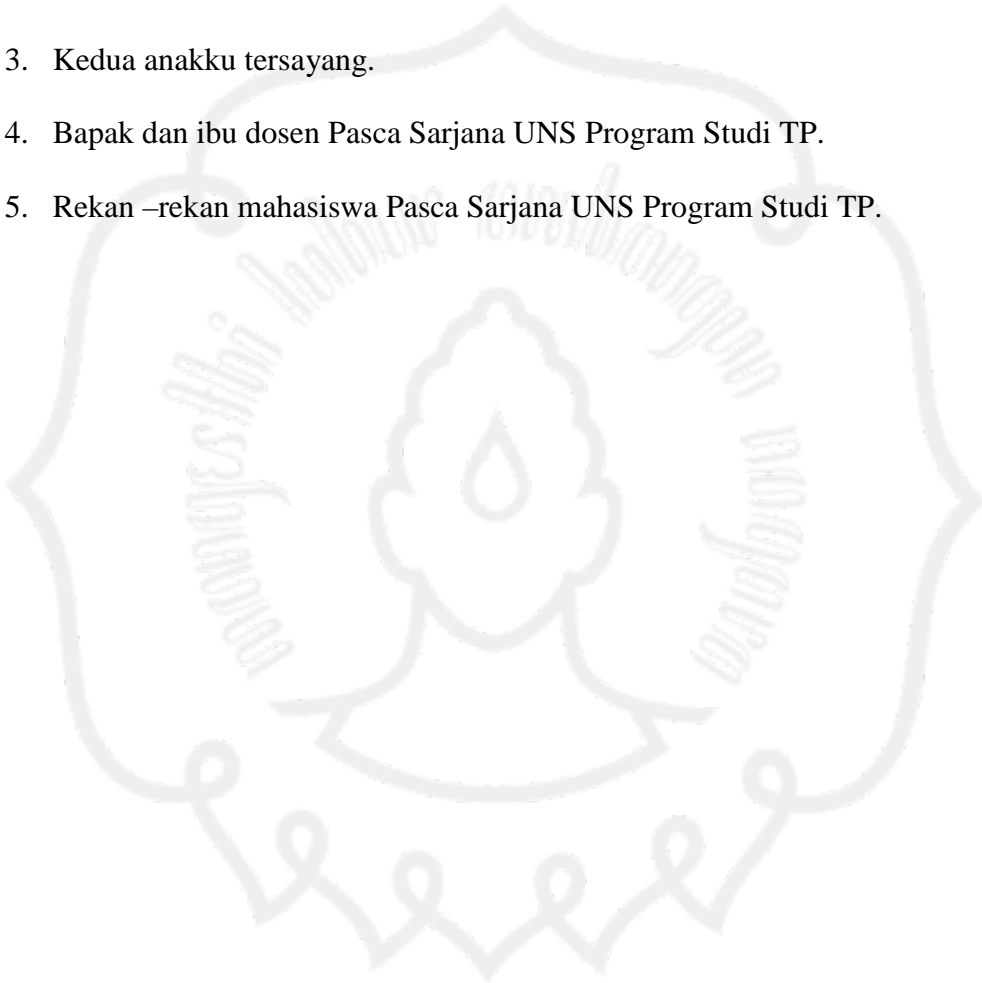 3. Kedua anakku tersayang.
4. Bapak dan ibu dosen Pasca Sarjana UNS Program Studi TP.
5. Rekan –rekan mahasiswa Pasca Sarjana UNS Program Studi TP.